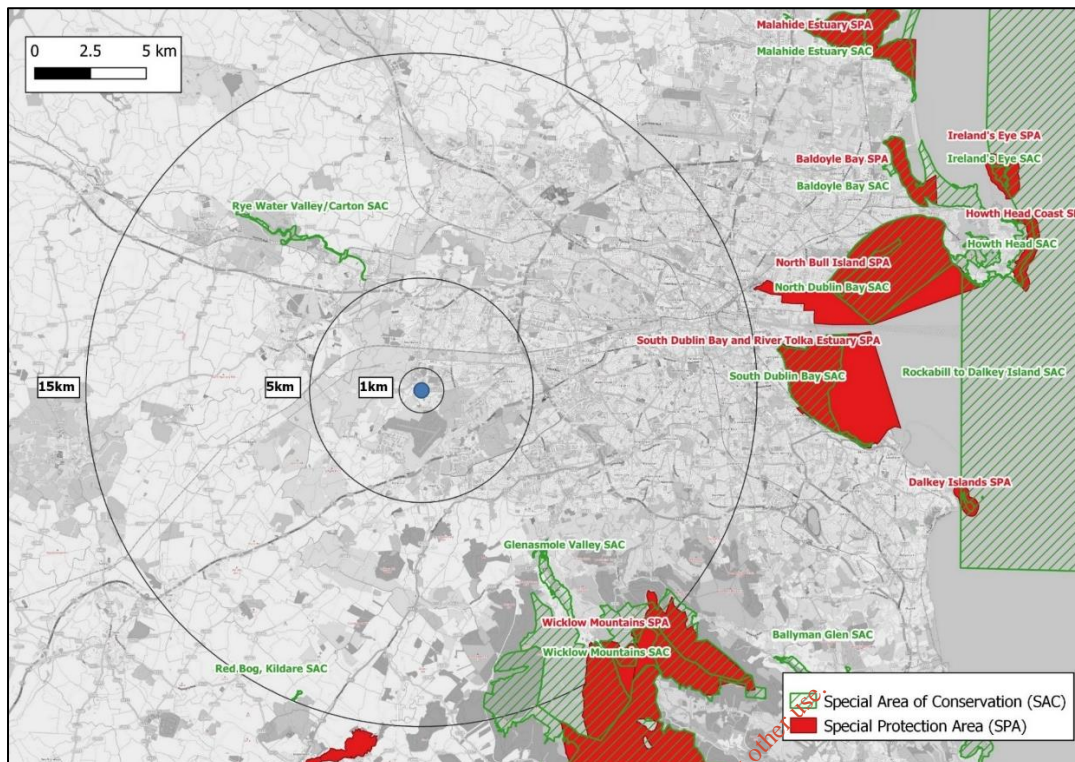 Malahide Estuary SPA
0 2.5 5 km
Malahide Estuary SAC
Ireland's Eye SPA
Baldoyle Bay SPA
Ireland's Eye SAC
Baldoyle Bay SAC
Rye Water Valley/Carton SAC
Howth Head Coast S
Howth Head SAC
North Bull Island SPA
North Dublin Bay SAC
South Dublin Bay and River Tolka Estuary SPA
South Dublin Bay SAC
Rockabill to Dalkey Island SAC
15km
5km
1km
Dalkey Islands SPA
Glenasmole Valley SAC
Wicklow Mountains SPA
Wicklow Mountains SAC
Ballyman Glen SAC
Red Bog, Kildare SAC
Special Area of Conservation (SAC)
Special Protection Area (SPA)
other use.